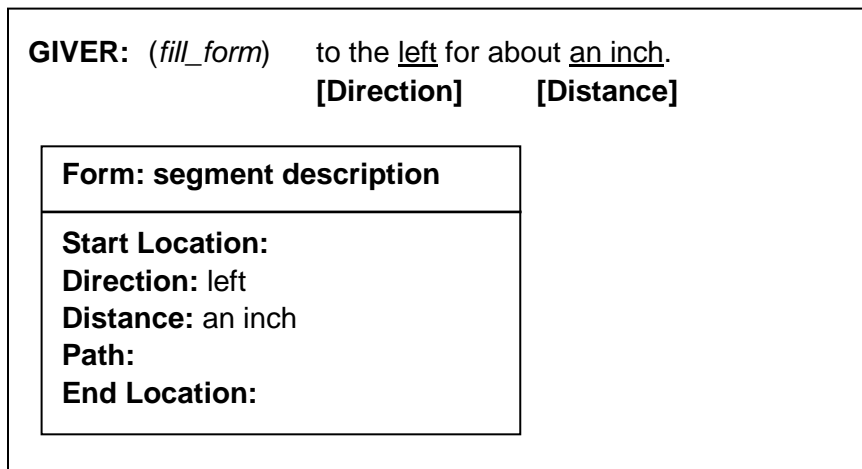 GIVER: (fill_form) to the left for about an inch.
[Direction] [Distance]
Form: segment description
Start Location:
Direction: left
Distance: an inch
Path:
End Location: